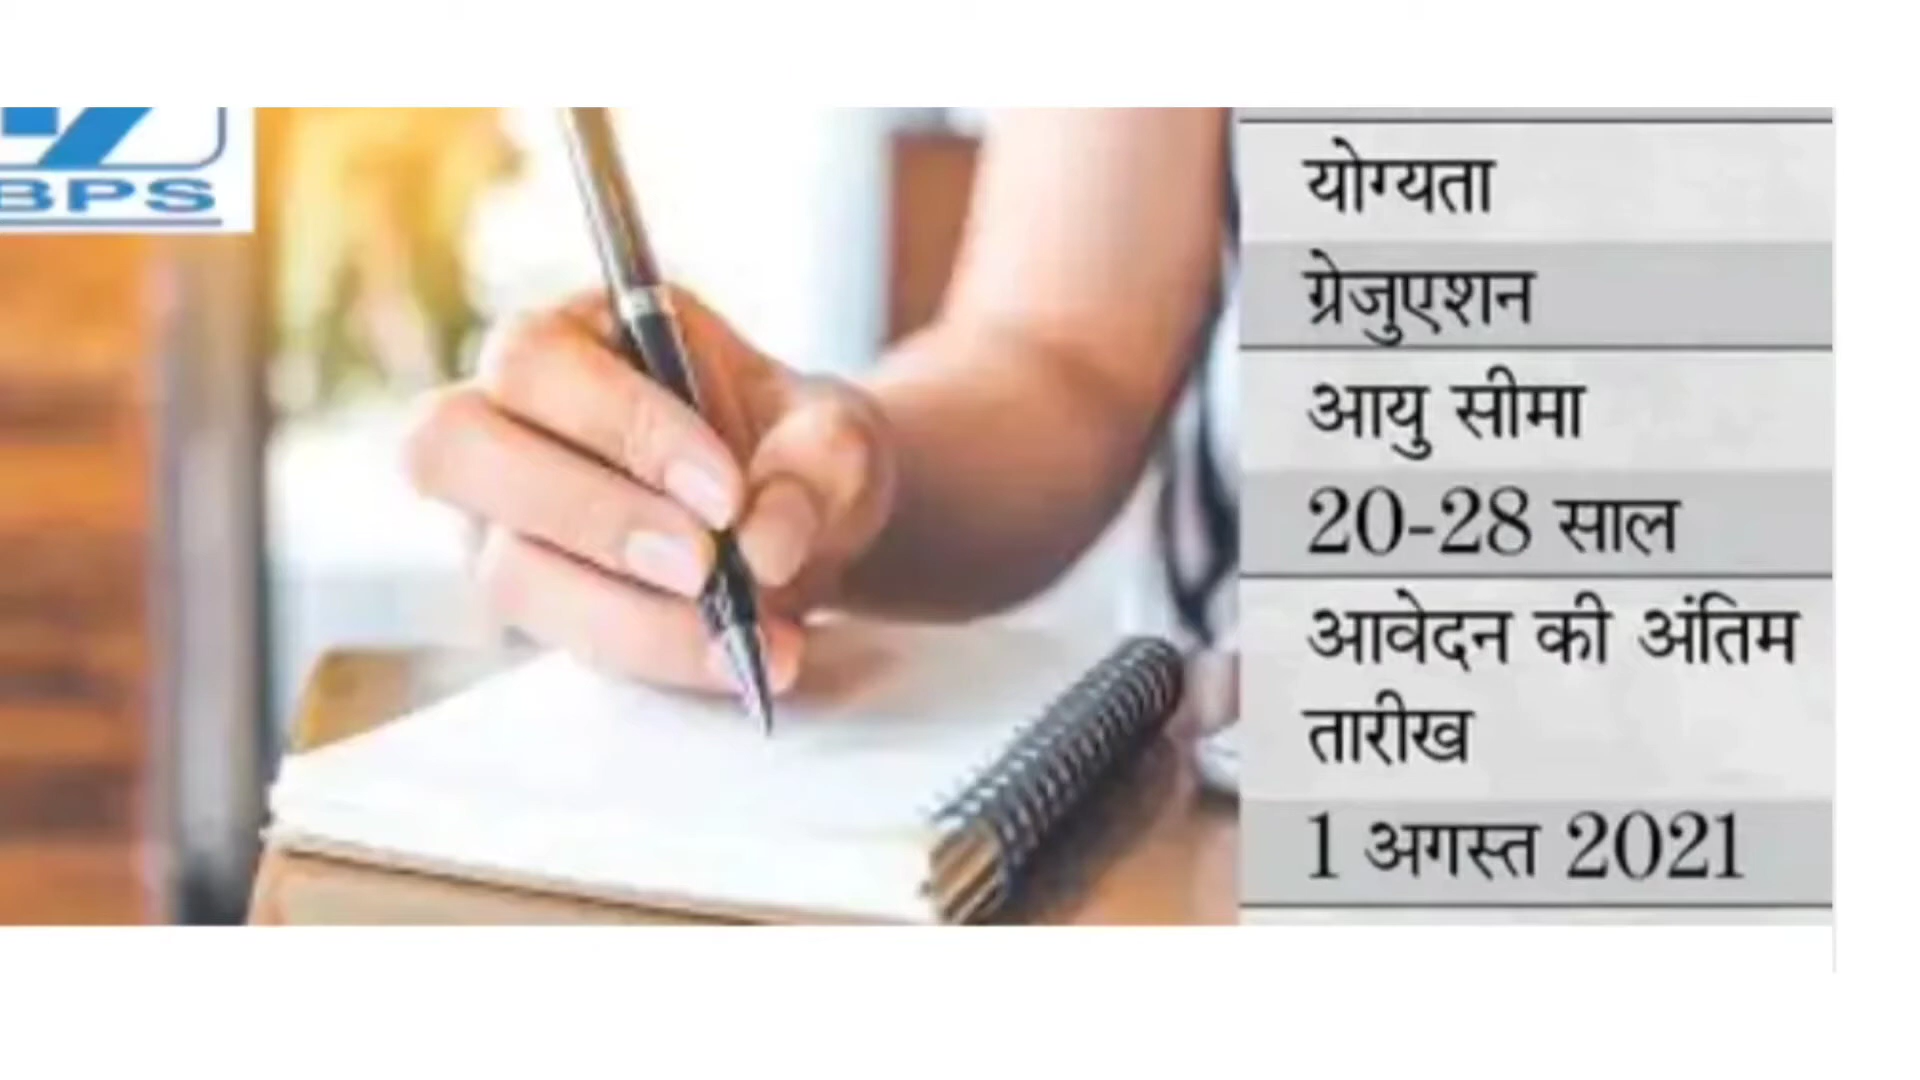 BPS
योग्यता
ग्रेजुएशन
आयु सीमा
20-28 साल
आवेदन की अंतिम
तारीख
1 अगस्त 2021